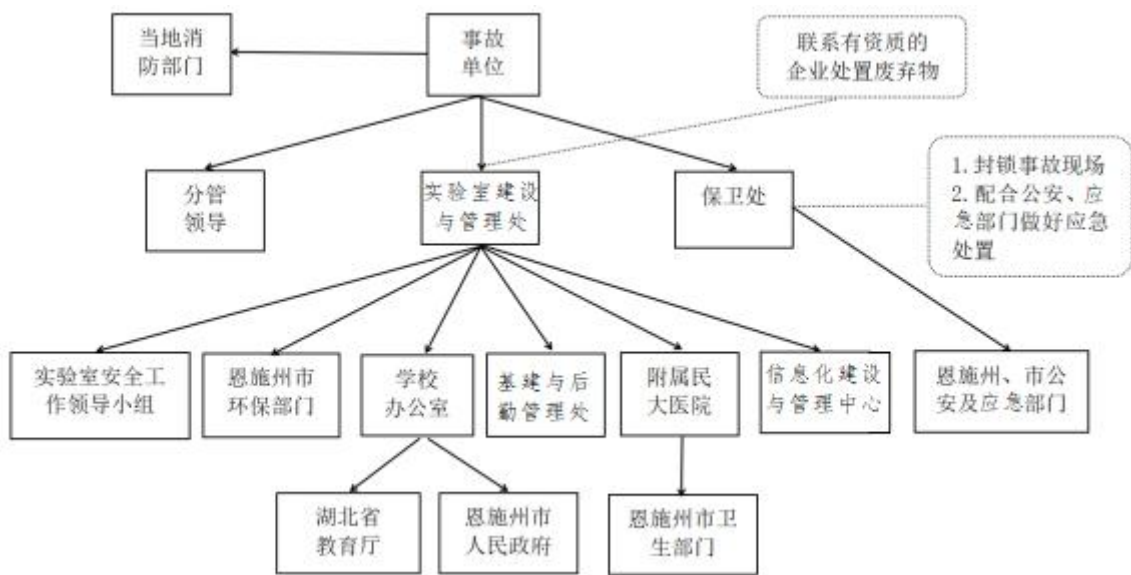 当地消
防部门
事故
单位
联系有资质的
企业处置废弃物
分管
领导
实验室建设
与管理处
保卫处
1.封锁事故现场
2.配合公安、应
急部门做好应急
处置
实验室安全工
作领导小组
恩施州市
环保部门
学校
办公室
基建与后
勤管理处
附属民
大医院
信息化建设
与管理中心
恩施州、市公
安及应急部门
湖北省
教育厅
恩施州市
人民政府
恩施州市卫
生部门